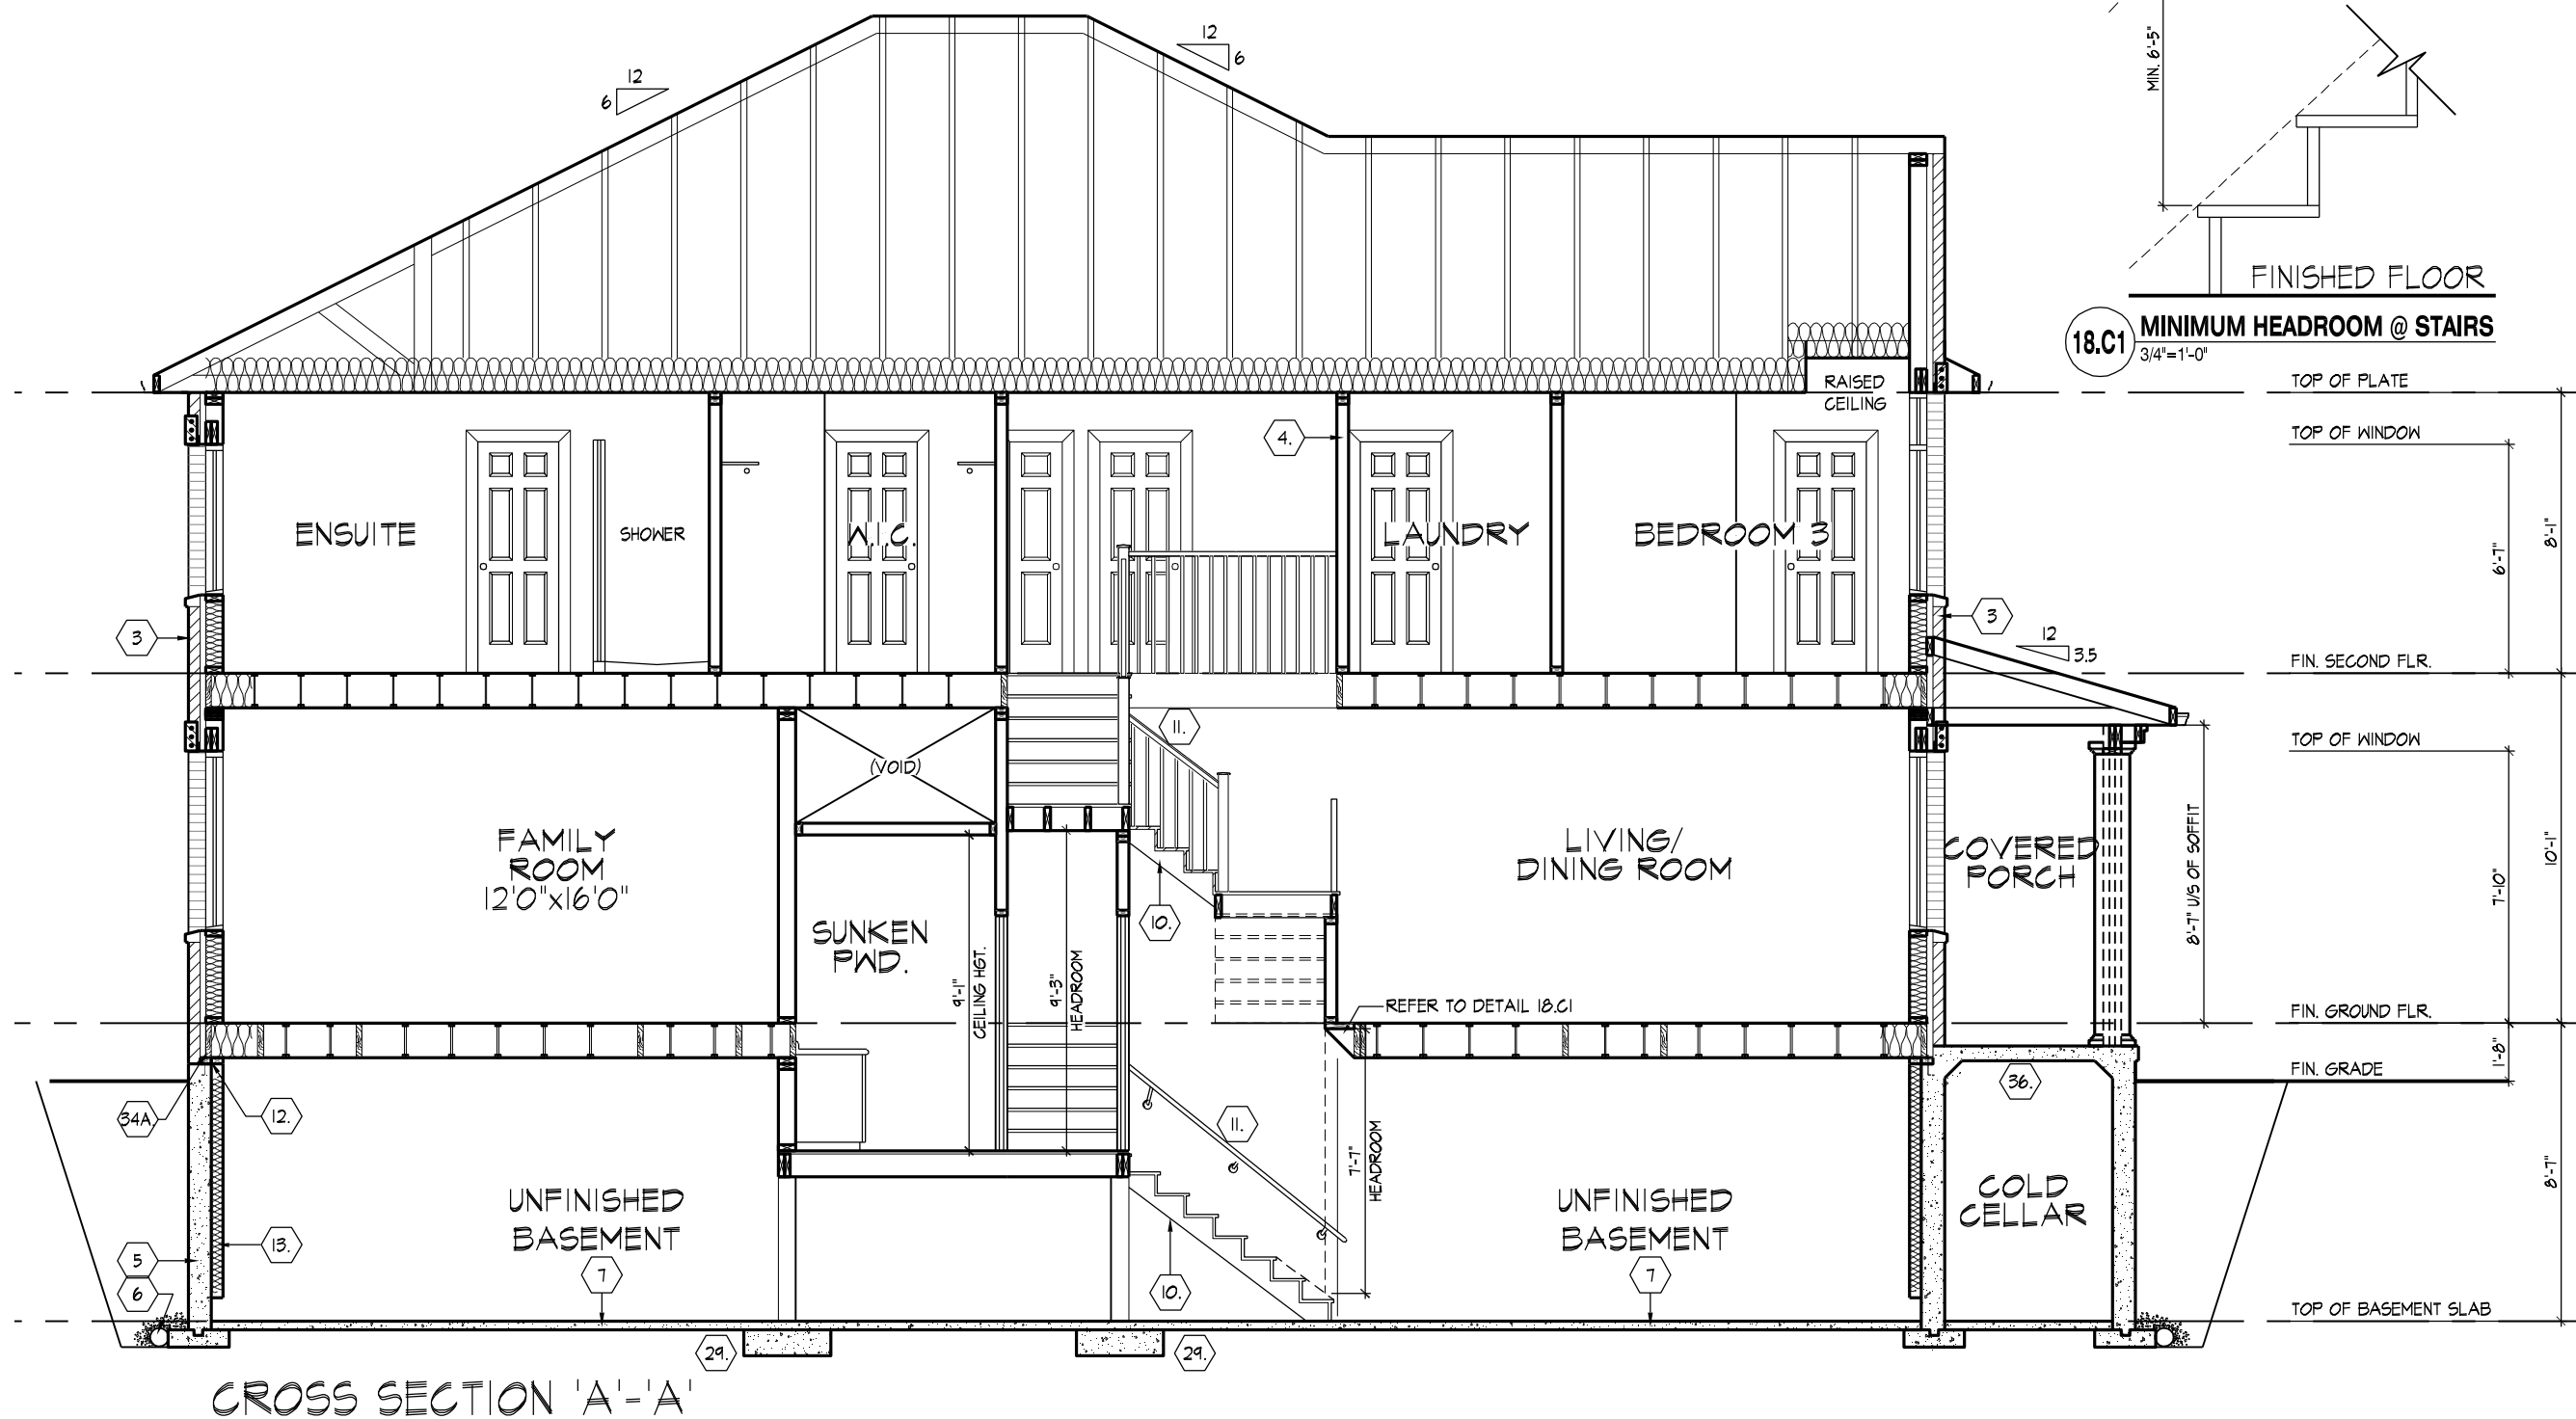 12
6
12
6
MIN. 6'-5"
FINISHED FLOOR
18.C1
MINIMUM HEADROOM @ STAIRS
3/4"=1'-0"
RAISED
CEILING
TOP OF PLATE
TOP OF WINDOW
4.
ENSUITE
SHOWER
W.I.C.
LAUNDRY
BEDROOM 3
6'-7"
8'-1"
3
3
12
3.5
FIN. SECOND FLR.
11.
TOP OF WINDOW
(VOID)
FAMILY
ROOM
12'0"x16'0"
LIVING/
DINING ROOM
COVERED
PORCH
8'-7" U/S OF SOFFIT
7'-10"
10'-1"
10.
SUNKEN
PWD.
9'-1"
CEILING HGT.
9'-3"
HEADROOM
REFER TO DETAIL 18.C1
FIN. GROUND FLR.
1'-8"
FIN. GRADE
36.
34A.
12.
11.
7'-7"
HEADROOM
8'-7"
UNFINISHED
BASEMENT
UNFINISHED
BASEMENT
COLD
CELLAR
13.
5
6
7
10.
7
TOP OF BASEMENT SLAB
29.
29.
CROSS SECTION 'A'-'A'